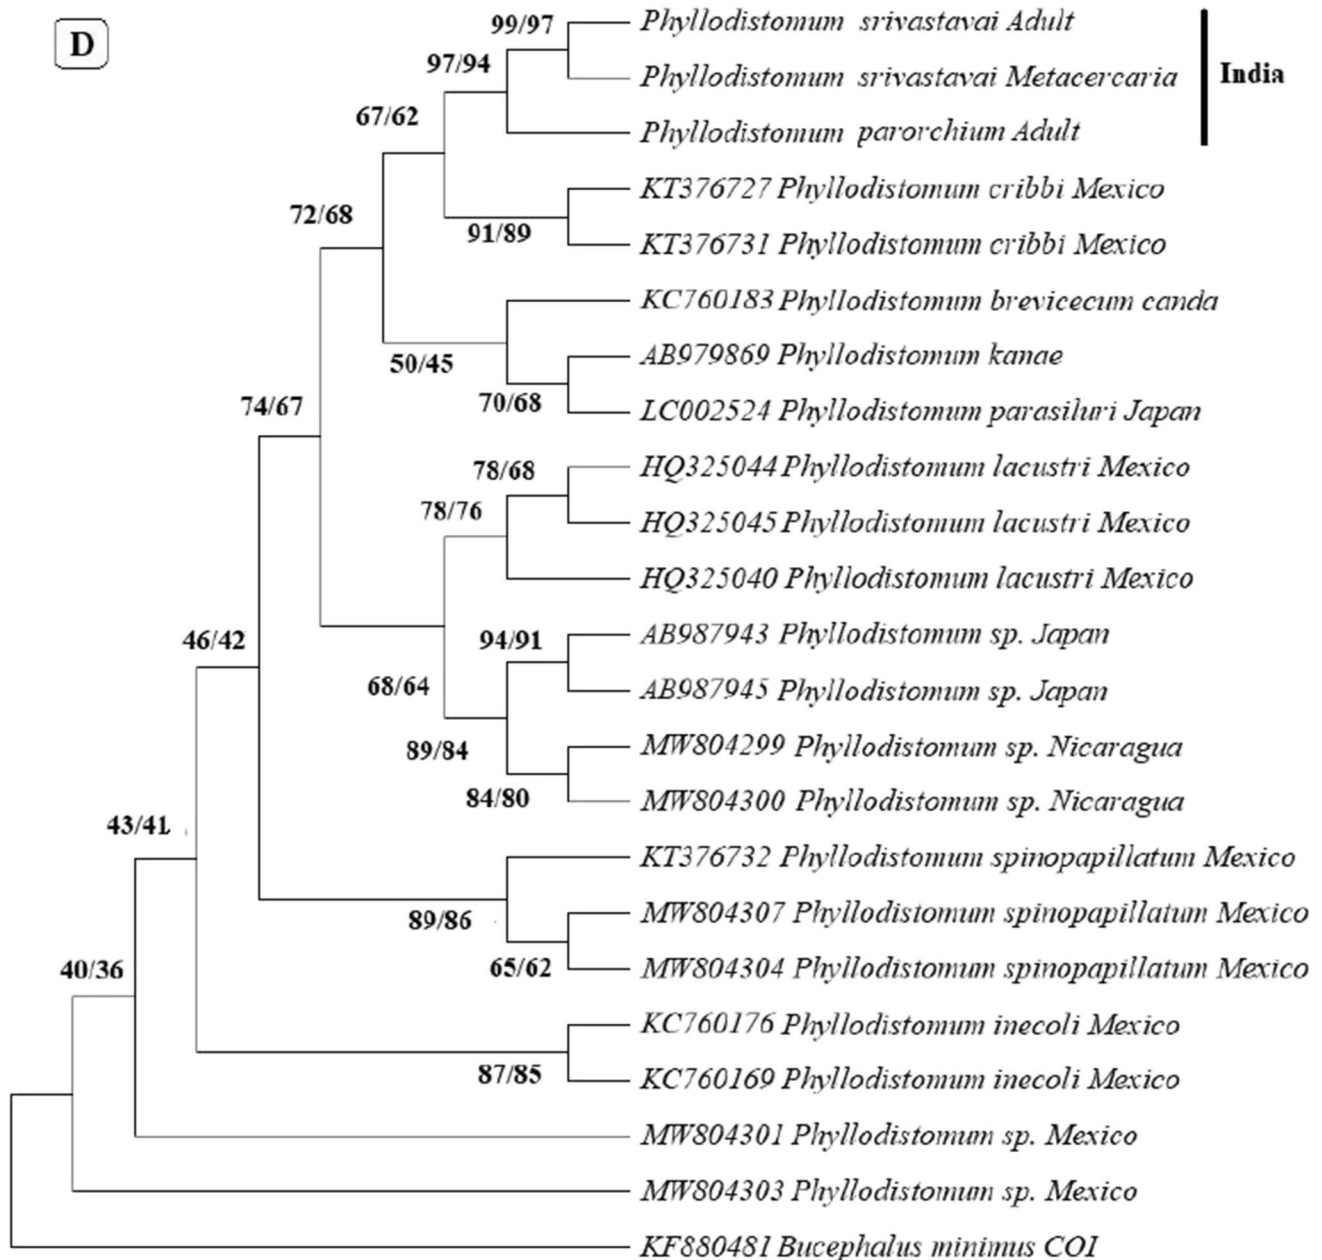 D
99/97
Phyllodistomum srivastavai Adult
97/94
Phyllodistomum srivastavai Metacercaria
India
67/62
Phyllodistomum parorchium Adult
KT376727 Phyllodistomum cribbi Mexico
72/68
91/89
KT376731 Phyllodistomum cribbi Mexico
KC760183 Phyllodistomum brevicecum canda
50/45
AB979869 Phyllodistomum kanae
74/67
70/68
LC002524 Phyllodistomum parasiluri Japan
78/68
HQ325044 Phyllodistomum lacustri Mexico
78/76
HQ325045 Phyllodistomum lacustri Mexico
HQ325040 Phyllodistomum lacustri Mexico
46/42
94/91
AB987943 Phyllodistomum sp. Japan
68/64
AB987945 Phyllodistomum sp. Japan
89/84
MW804299 Phyllodistomum sp. Nicaragua
84/80
MW804300 Phyllodistomum sp. Nicaragua
43/41
KT376732 Phyllodistomum spinopapillatum Mexico
89/86
MW804307 Phyllodistomum spinopapillatum Mexico
40/36
65/62
MW804304 Phyllodistomum spinopapillatum Mexico
KC760176 Phyllodistomum inecoli Mexico
87/85
KC760169 Phyllodistomum inecoli Mexico
MW804301 Phyllodistomum sp. Mexico
MW804303 Phyllodistomum sp. Mexico
KF880481 Bucephalus minimus COI